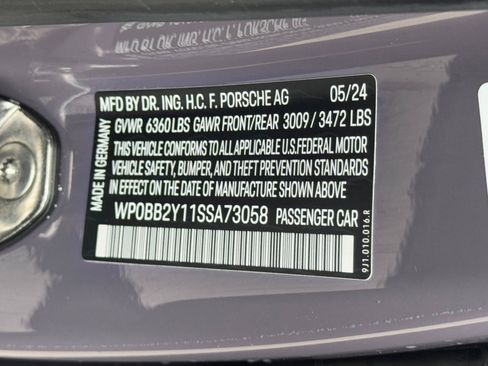 MFD BY DR. ING. H.C. F. PORSCHE AG 05/24
GVWR 6360LBS GAWR FRONT/REAR 3009/3472 LBS
THIS VEHICLE CONFORMS TO ALL APPLICABLE U.S.FEDERAL MOTOR
VEHICLE SAFETY, BUMPER, AND THEFT PREVENTION STANDARDS
IN EFFECT ON THE DATE OF MANUFACTURE SHOWN ABOVE.
WP0BB2Y11SSA73058 PASSENGER CAR
MADE IN GERMANY
9J1.010.016.R